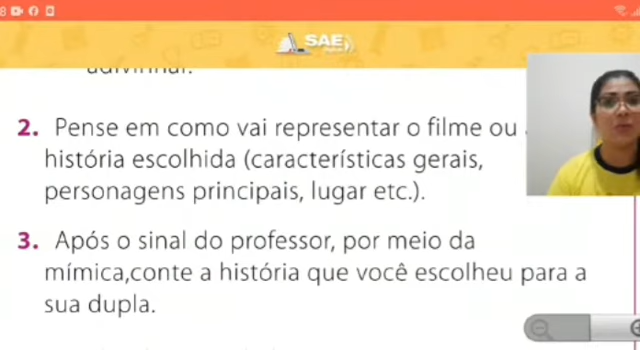 8
SAE
2. Pense em como vai representar o filme ou
história escolhida (características gerais,
personagens principais, lugar etc.).
3. Após o sinal do professor, por meio da
mímica,conte a história que você escolheu para a
sua dupla.